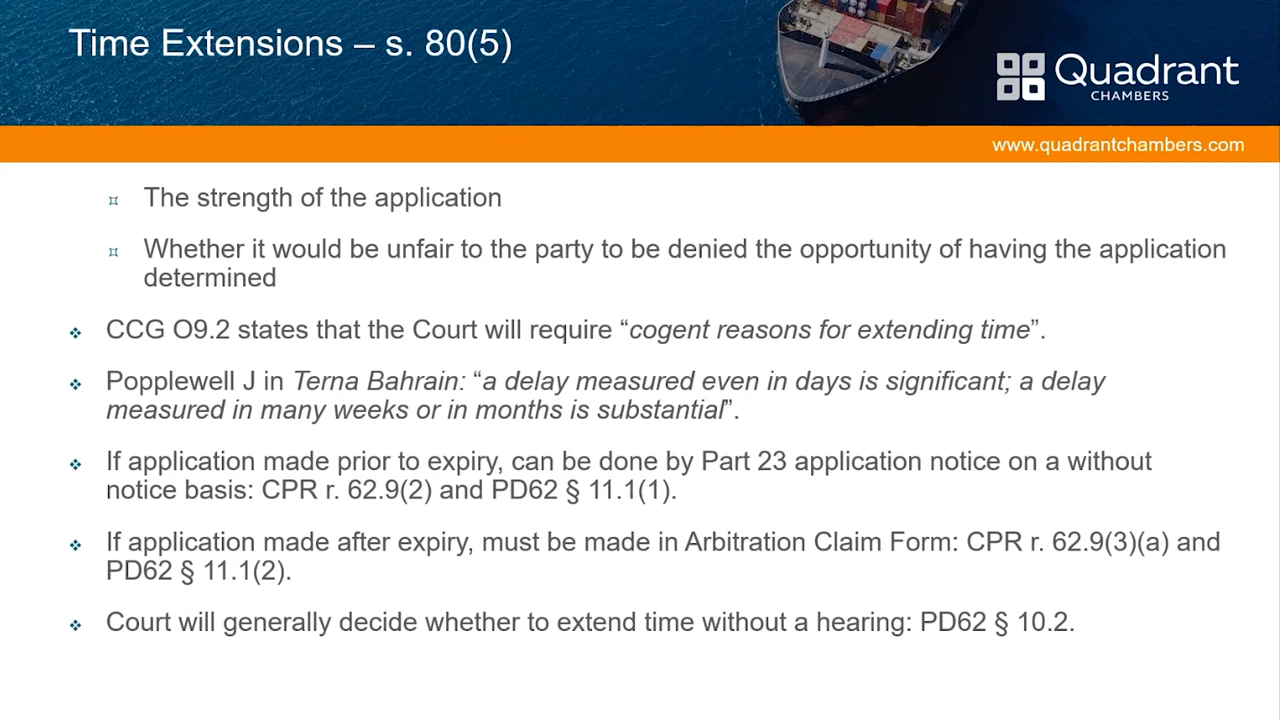 Time Extensions – s. 80(5)
Quadrant
CHAMBERS
www.quadrantchambers.com
The strength of the application
Whether it would be unfair to the party to be denied the opportunity of having the application
determined
CCG O9.2 states that the Court will require “cogent reasons for extending time”.
Popplewell J in Terna Bahrain: “a delay measured even in days is significant; a delay
measured in many weeks or in months is substantial”.
If application made prior to expiry, can be done by Part 23 application notice on a without
notice basis: CPR r. 62.9(2) and PD62 § 11.1(1).
If application made after expiry, must be made in Arbitration Claim Form: CPR r. 62.9(3)(a) and
PD62 § 11.1(2).
Court will generally decide whether to extend time without a hearing: PD62 § 10.2.